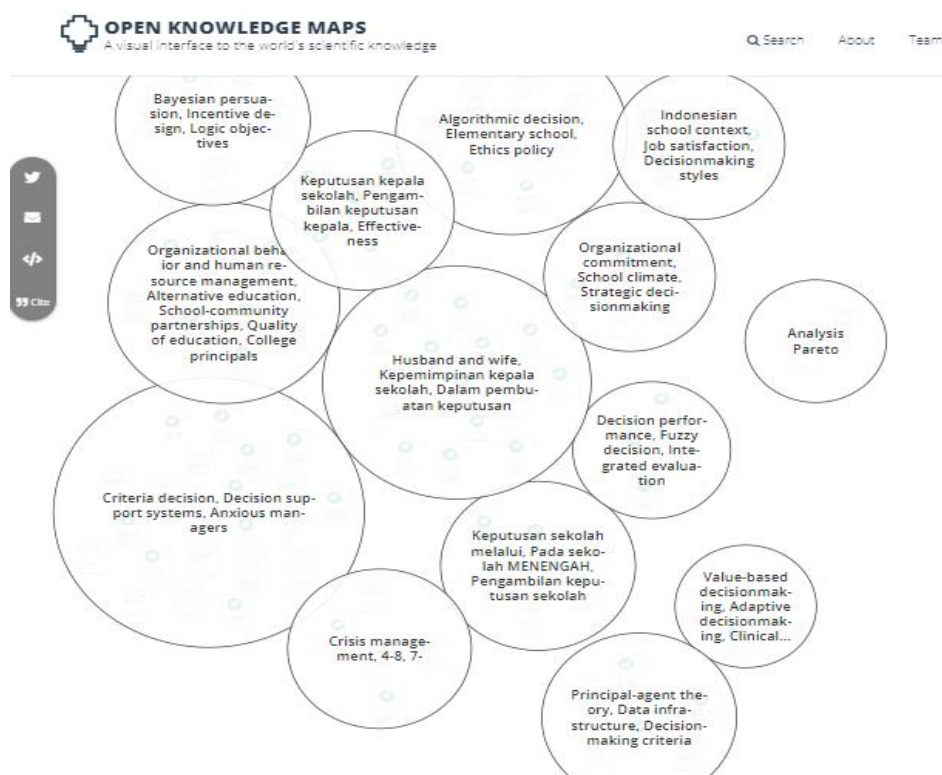 OPEN KNOWLEDGE MAPS
A visual interface to the world's scientific knowledge
Search
About
Team
Bayesian persua-
sion, Incentive de-
sign, Logic objec-
tives
Algorithmic decision,
Elementary school,
Ethics policy
Indonesian
school context,
Job satisfaction,
Decisionmaking
styles
Keputusan kepala
sekolah, Pengam-
bilan keputusan
kepala, Effective-
ness
Organizational beha
ior and human re-
source management,
Alternative education,
School-community
partnerships, Quality
of education, College
principals
Organizational
commitment,
School climate,
Strategic deci-
sionmaking
Cite
Analysis
Pareto
Husband and wife,
Kepemimpinan kepala
sekolah, Dalam pembu-
atan keputusan
Decision perfor-
mance, Fuzzy
decision, Inte-
grated evalua-
tion
Criteria decision, Decision sup-
port systems, Anxious man-
agers
Keputusan sekolah
melalui, Pada seko-
lah MENENGAH,
Pengambilan kepu-
tusan sekolah
Value-based
decisionmak-
ing, Adaptive
decisionmak-
ing, Clinical...
Crisis manage-
ment, 4-8, 7-
Principal-agent the-
ory, Data infra-
structure, Decision-
making criteria